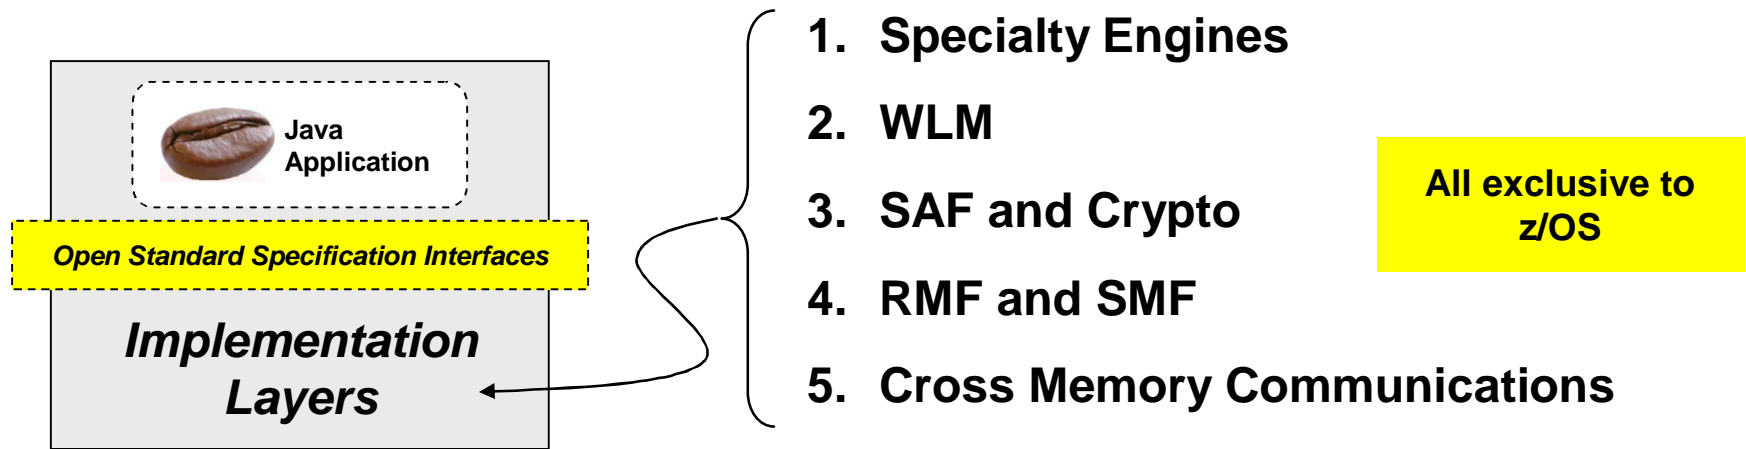 Java
Application
Open Standard Specification Interfaces
Implementation
Layers
1. Specialty Engines
2. WLM
3. SAF and Crypto
4. RMF and SMF
5. Cross Memory Communications
All exclusive to
z/OS